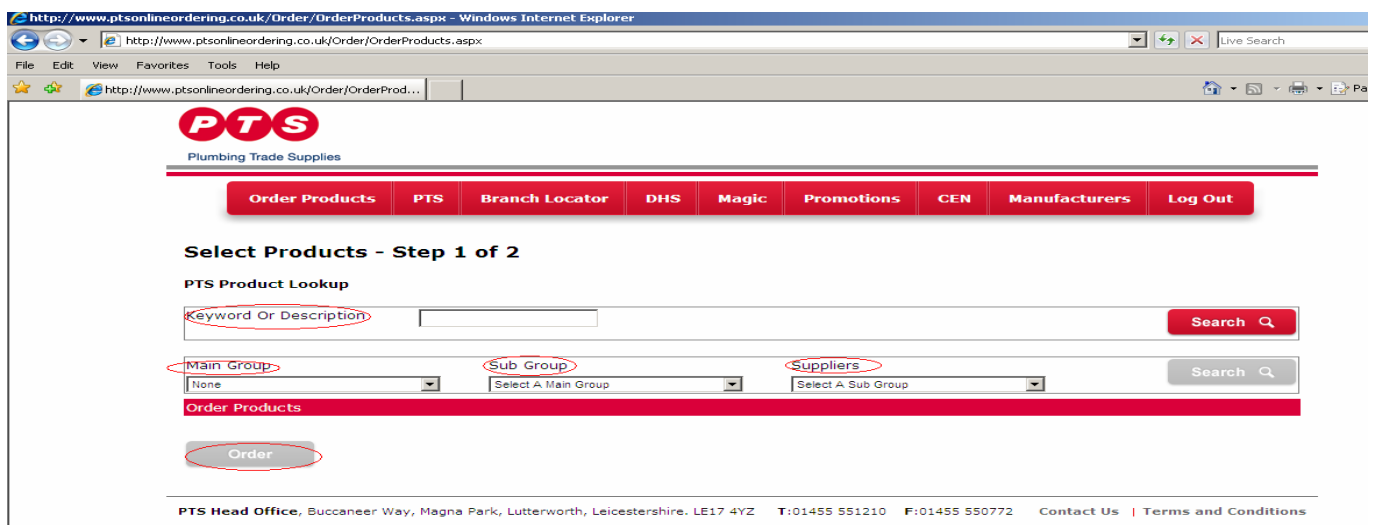 http://www.ptsonlineordering.co.uk/Order/OrderProducts.aspx - Windows Internet Explorer
http://www.ptsonlineordering.co.uk/Order/OrderProducts.aspx Live Search
File Edit View Favorites Tools Help
http://www.ptsonlineordering.co.uk/Order/OrderProd... Pa
PTS
Plumbing Trade Supplies
Order Products PTS Branch Locator DHS Magic Promotions CEN Manufacturers Log Out
Select Products - Step 1 of 2
PTS Product Lookup
Keyword Or Description Search
Main Group Sub Group Suppliers
None Select A Main Group Select A Sub Group Search
Order Products
Order
PTS Head Office, Buccaneer Way, Magna Park, Lutterworth, Leicestershire. LE17 4YZ T:01455 551210 F:01455 550772 Contact Us | Terms and Conditions